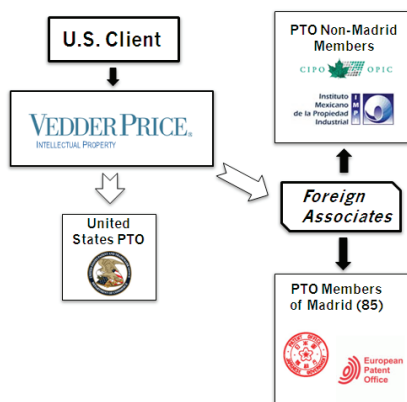 U.S. Client
VEDDER PRICE®
INTELLECTUAL PROPERTY
United
States PTO
PTO Non-Madrid
Members
CIPO OPIC
Instituto
Mexicano
de la Propiedad
Industrial
IMPI
Foreign
Associates
PTO Members
of Madrid (85)
European
Patent
Office